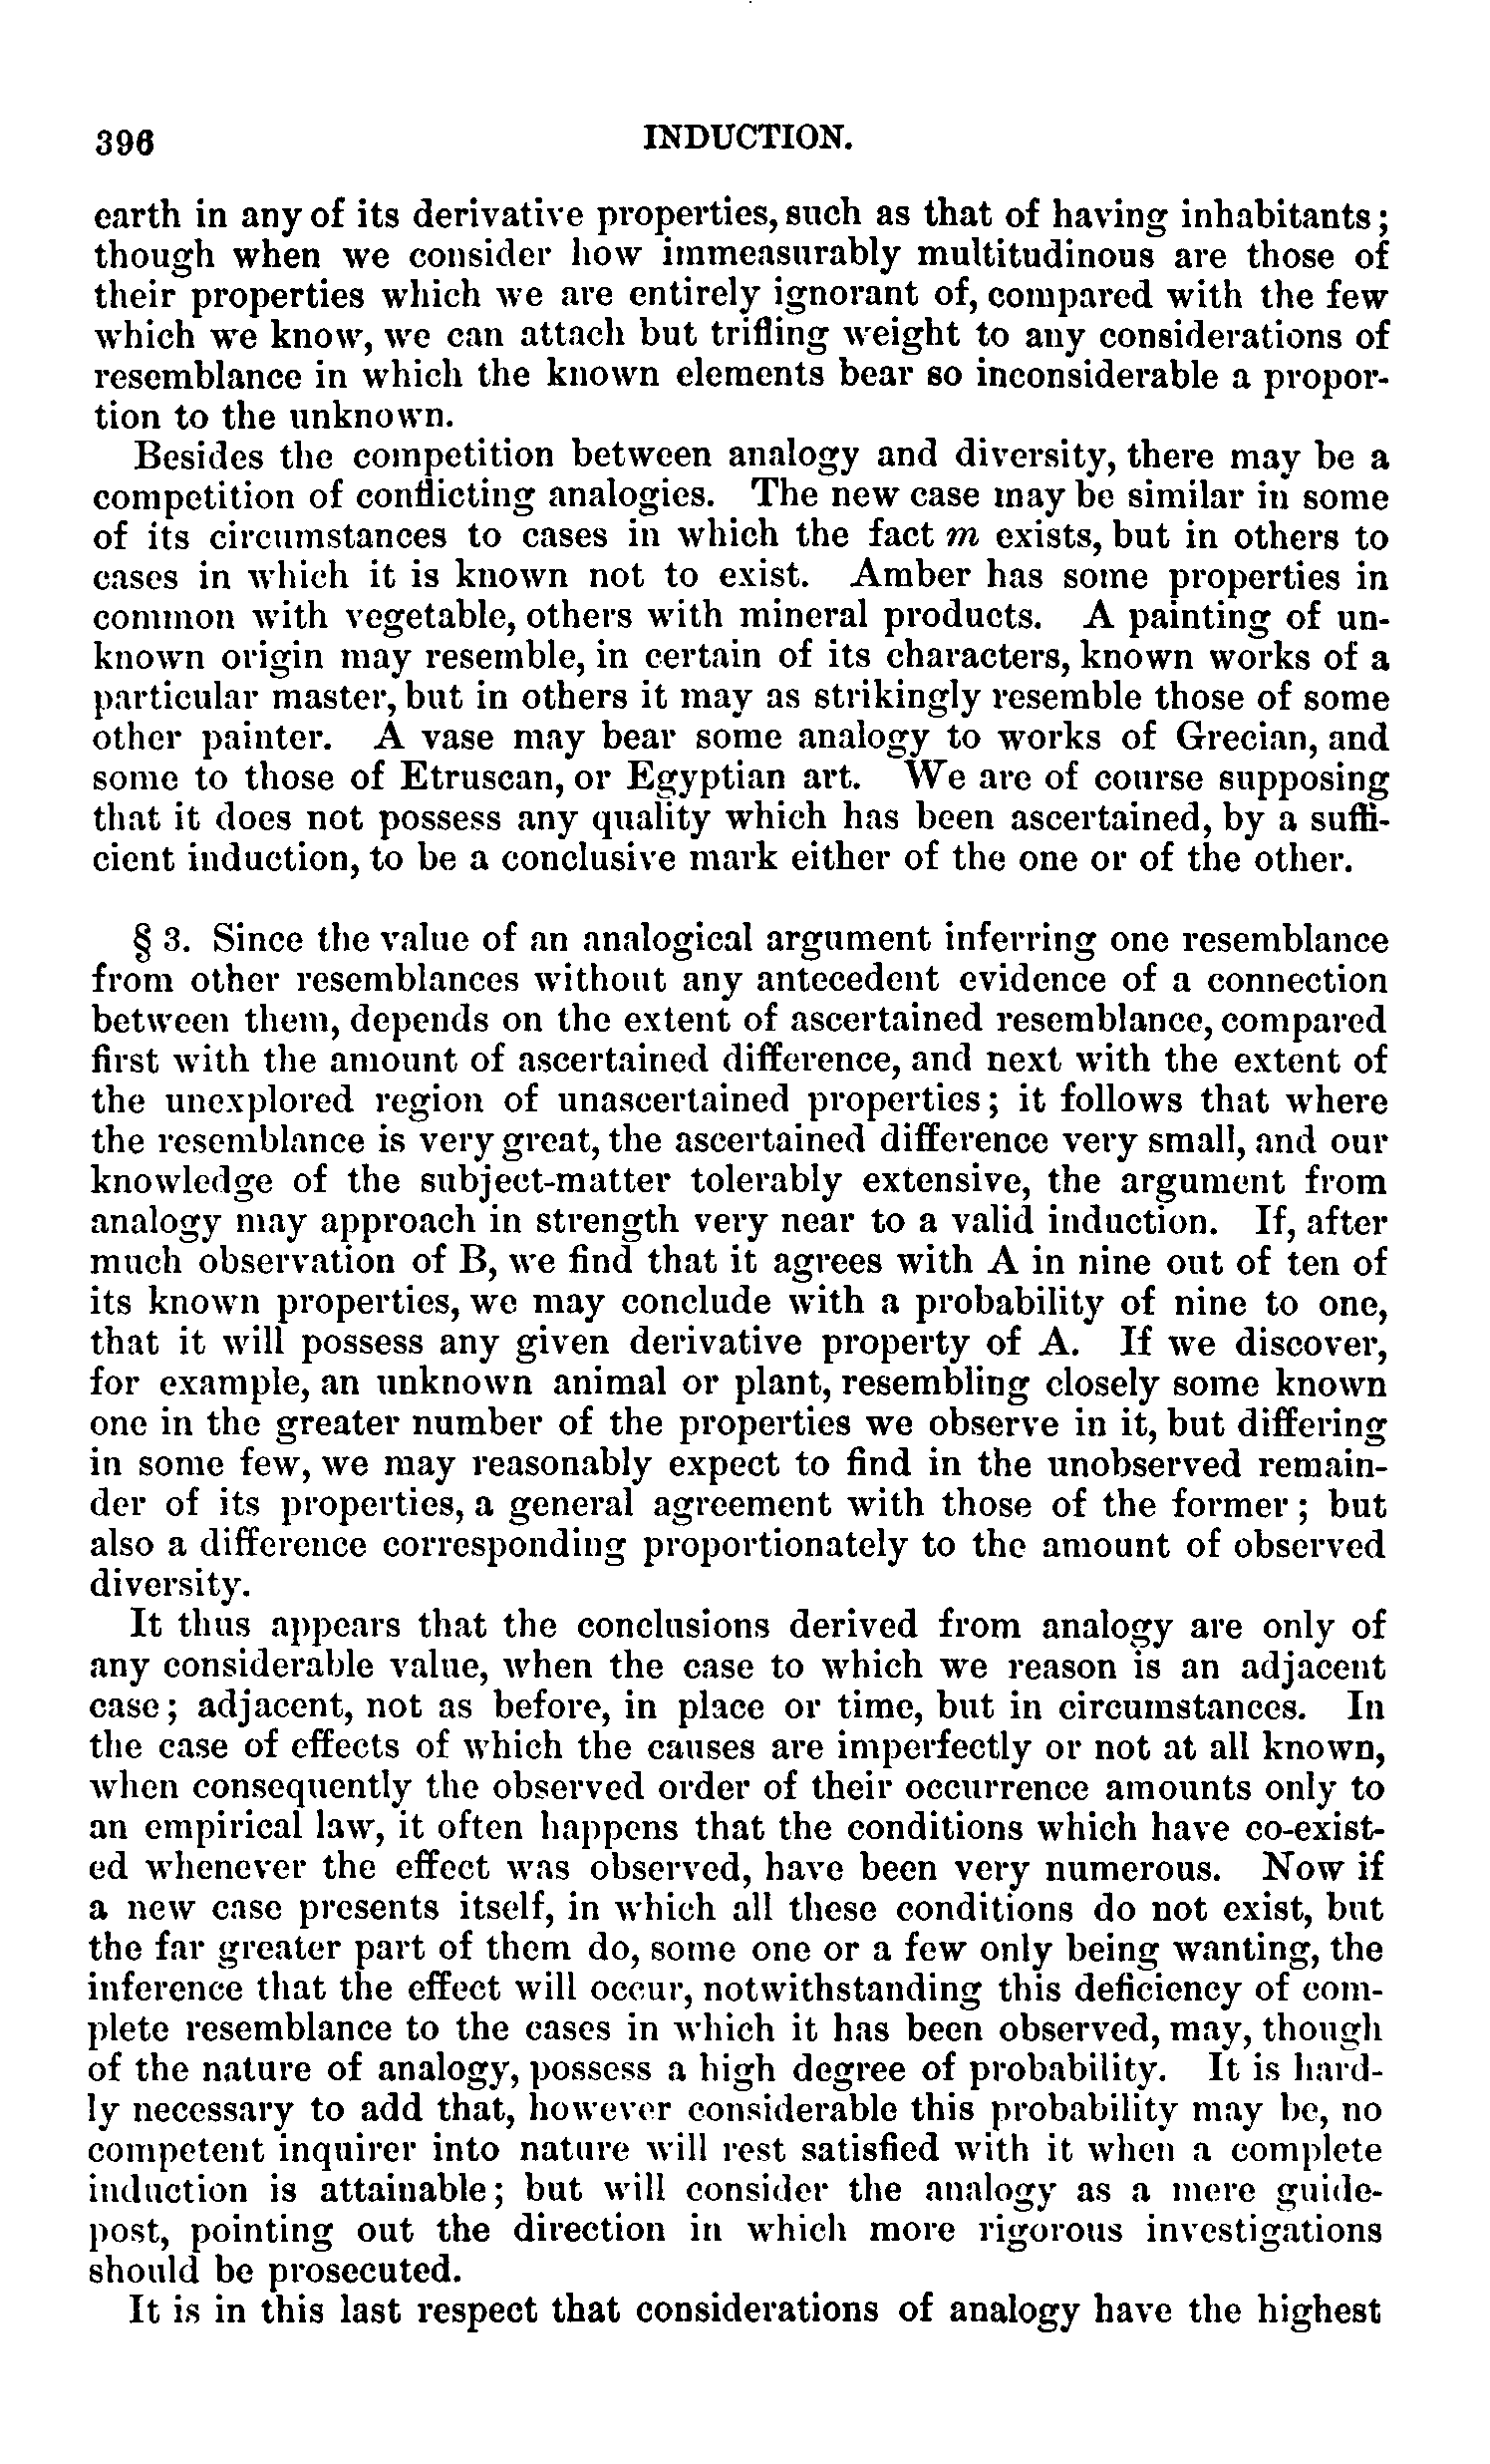 396 INDUCTION.
earth in any of its derivative properties, such as that of having inhabitants;
though when we consider how immeasurably multitudinous are those of
their properties which we are entirely ignorant of, compared with the few
which we know, we can attach but trifling weight to any considerations of
resemblance in which the known elements bear so inconsiderable a propor-
tion to the unknown.
Besides the competition between analogy and diversity, there may be a
competition of conflicting analogies. The new case may be similar in some
of its circumstances to cases in which the fact m exists, but in others to
cases in which it is known not to exist. Amber has some properties in
common with vegetable, others with mineral products. A painting of un-
known origin may resemble, in certain of its characters, known works of a
particular master, but in others it may as strikingly resemble those of some
other painter. A vase may bear some analogy to works of Grecian, and
some to those of Etruscan, or Egyptian art. We are of course supposing
that it does not possess any quality which has been ascertained, by a suffi-
cient induction, to be a conclusive mark either of the one or of the other.
§ 3. Since the value of an analogical argument inferring one resemblance
from other resemblances without any antecedent evidence of a connection
between them, depends on the extent of ascertained resemblance, compared
first with the amount of ascertained difference, and next with the extent of
the unexplored region of unascertained properties; it follows that where
the resemblance is very great, the ascertained difference very small, and our
knowledge of the subject-matter tolerably extensive, the argument from
analogy may approach in strength very near to a valid induction. If, after
much observation of B, we find that it agrees with A in nine out of ten of
its known properties, we may conclude with a probability of nine to one,
that it will possess any given derivative property of A. If we discover,
for example, an unknown animal or plant, resembling closely some known
one in the greater number of the properties we observe in it, but differing
in some few, we may reasonably expect to find in the unobserved remain-
der of its properties, a general agreement with those of the former; but
also a difference corresponding proportionately to the amount of observed
diversity.
It thus appears that the conclusions derived from analogy are only of
any considerable value, when the case to which we reason is an adjacent
case; adjacent, not as before, in place or time, but in circumstances. In
the case of effects of which the causes are imperfectly or not at all known,
when consequently the observed order of their occurrence amounts only to
an empirical law, it often happens that the conditions which have co-exist-
ed whenever the effect was observed, have been very numerous. Now if
a new case presents itself, in which all these conditions do not exist, but
the far greater part of them do, some one or a few only being wanting, the
inference that the effect will occur, notwithstanding this deficiency of com-
plete resemblance to the cases in which it has been observed, may, though
of the nature of analogy, possess a high degree of probability. It is hard-
ly necessary to add that, however considerable this probability may be, no
competent inquirer into nature will rest satisfied with it when a complete
induction is attainable; but will consider the analogy as a mere guide-
post, pointing out the direction in which more rigorous investigations
should be prosecuted.
It is in this last respect that considerations of analogy have the highest